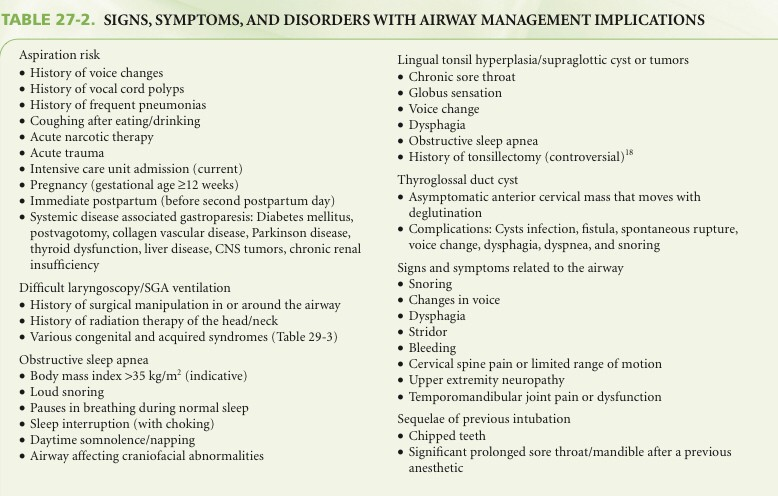 TABLE 27-2. SIGNS, SYMPTOMS, AND DISORDERS WITH AIRWAY MANAGEMENT IMPLICATIONS
Aspiration risk
• History of voice changes
• History of vocal cord polyps
• History of frequent pneumonias
• Coughing after eating/drinking
• Acute narcotic therapy
• Acute trauma
• Intensive care unit admission (current)
• Pregnancy (gestational age ≥12 weeks)
• Immediate postpartum (before second postpartum day)
• Systemic disease associated gastroparesis: Diabetes mellitus,
postvagotomy, collagen vascular disease, Parkinson disease,
thyroid dysfunction, liver disease, CNS tumors, chronic renal
insufficiency
Difficult laryngoscopy/SGA ventilation
• History of surgical manipulation in or around the airway
• History of radiation therapy of the head/neck
• Various congenital and acquired syndromes (Table 29-3)
Obstructive sleep apnea
• Body mass index >35 kg/m² (indicative)
• Loud snoring
• Pauses in breathing during normal sleep
• Sleep interruption (with choking)
• Daytime somnolence/napping
• Airway affecting craniofacial abnormalities
Lingual tonsil hyperplasia/supraglottic cyst or tumors
• Chronic sore throat
• Globus sensation
• Voice change
• Dysphagia
• Obstructive sleep apnea
• History of tonsillectomy (controversial)¹⁸
Thyroglossal duct cyst
• Asymptomatic anterior cervical mass that moves with
deglutination
• Complications: Cysts infection, fistula, spontaneous rupture,
voice change, dysphagia, dyspnea, and snoring
Signs and symptoms related to the airway
• Snoring
• Changes in voice
• Dysphagia
• Stridor
• Bleeding
• Cervical spine pain or limited range of motion
• Upper extremity neuropathy
• Temporomandibular joint pain or dysfunction
Sequelae of previous intubation
• Chipped teeth
• Significant prolonged sore throat/mandible after a previous
anesthetic